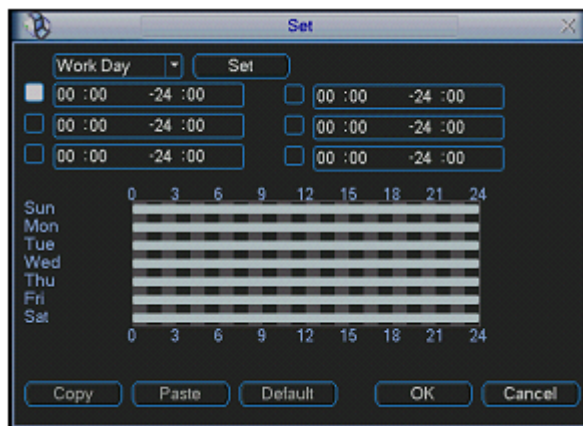 Set
Work Day Set
00 :00 -24 :00 00 :00 -24 :00
00 :00 -24 :00 00 :00 -24 :00
00 :00 -24 :00 00 :00 -24 :00
0 3 6 9 12 15 18 21 24
Sun
Mon
Tue
Wed
Thu
Fri
Sat
0 3 6 9 12 15 18 21 24
Copy Paste Default OK Cancel